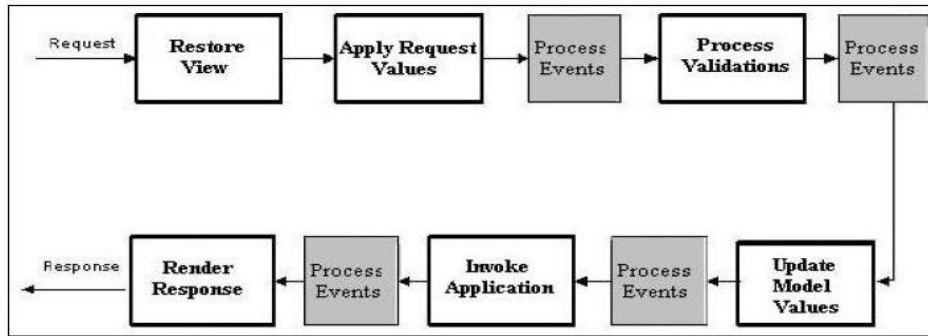 Request
Restore
View
Apply Request
Values
Process
Events
Process
Validations
Process
Events
Response
Render
Response
Process
Events
Invoke
Application
Process
Events
Update
Model
Values